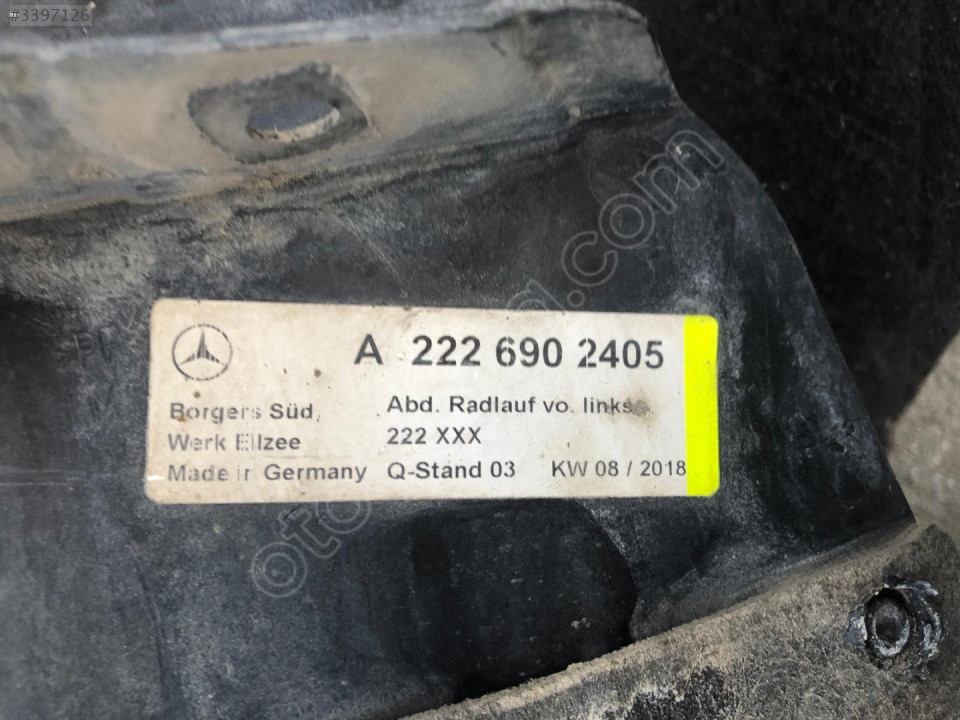 #3397126
A 222 690 2405
Borgers Süd,
Werk Ellzee
Made in Germany
Abd. Radlauf vo. links
222 XXX
Q-Stand 03 KW 08 / 2018